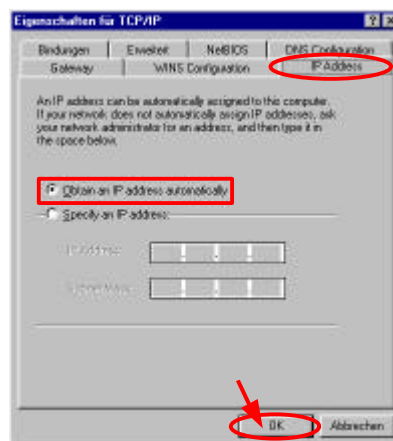 Eigenschaften für TCP/IP
Bindungen Erweitert NetBIOS DNS Configuration
Gateway WINS Configuration IP Address
An IP address can be automatically assigned to this computer.
If your network does not automatically assign IP addresses, ask
your network administrator for an address, and then type it in
the space below.
Obtain an IP address automatically
Specify an IP address:
IP Address:
Subnet Mask:
OK Abbrechen